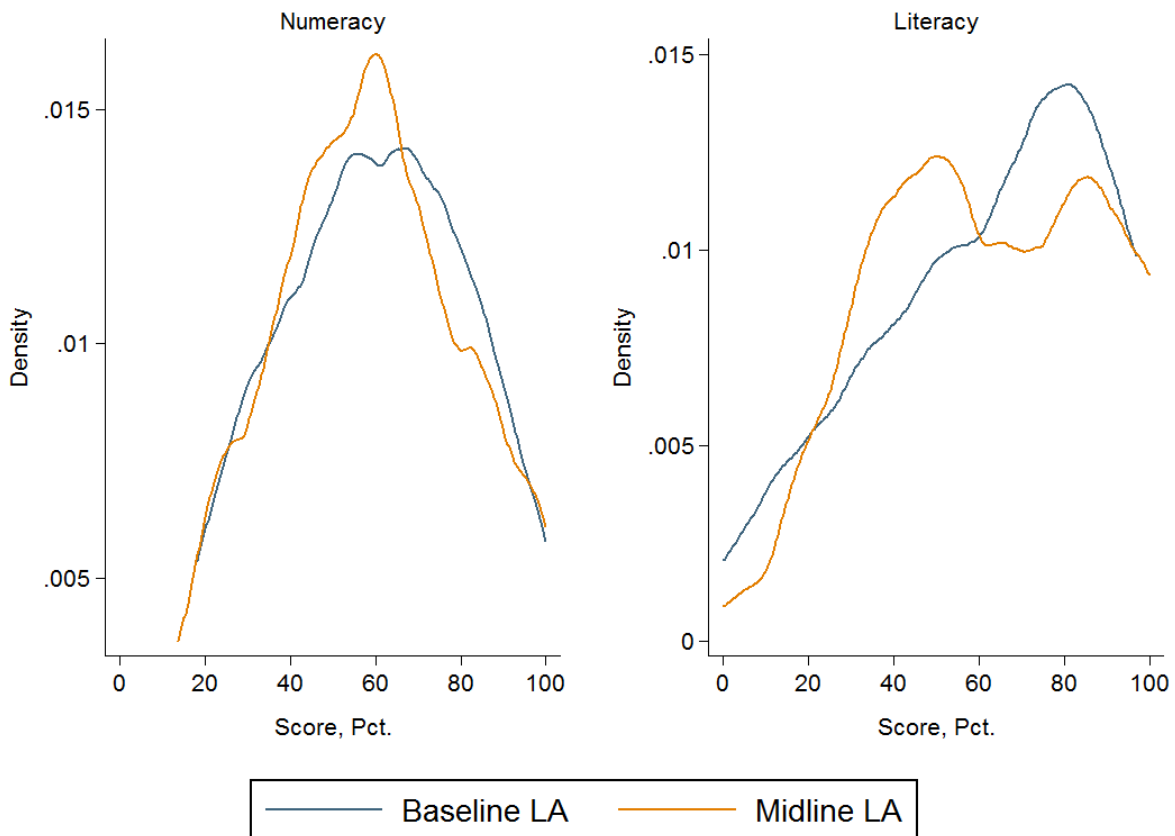 Numeracy
Density
.015
.01
.005
0 20 40 60 80 100
Score, Pct.
Literacy
Density
.015
.01
.005
0
0 20 40 60 80 100
Score, Pct.
Baseline LA Midline LA